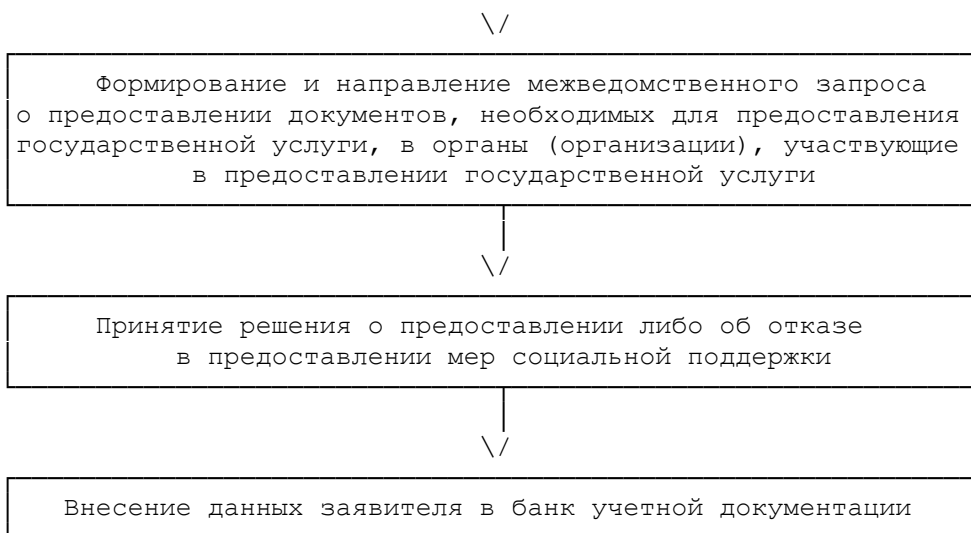 \/
Формирование и направление межведомственного запроса
о предоставлении документов, необходимых для предоставления
государственной услуги, в органы (организации), участвующие
в предоставлении государственной услуги
\/
Принятие решения о предоставлении либо об отказе
в предоставлении мер социальной поддержки
\/
Внесение данных заявителя в банк учетной документации